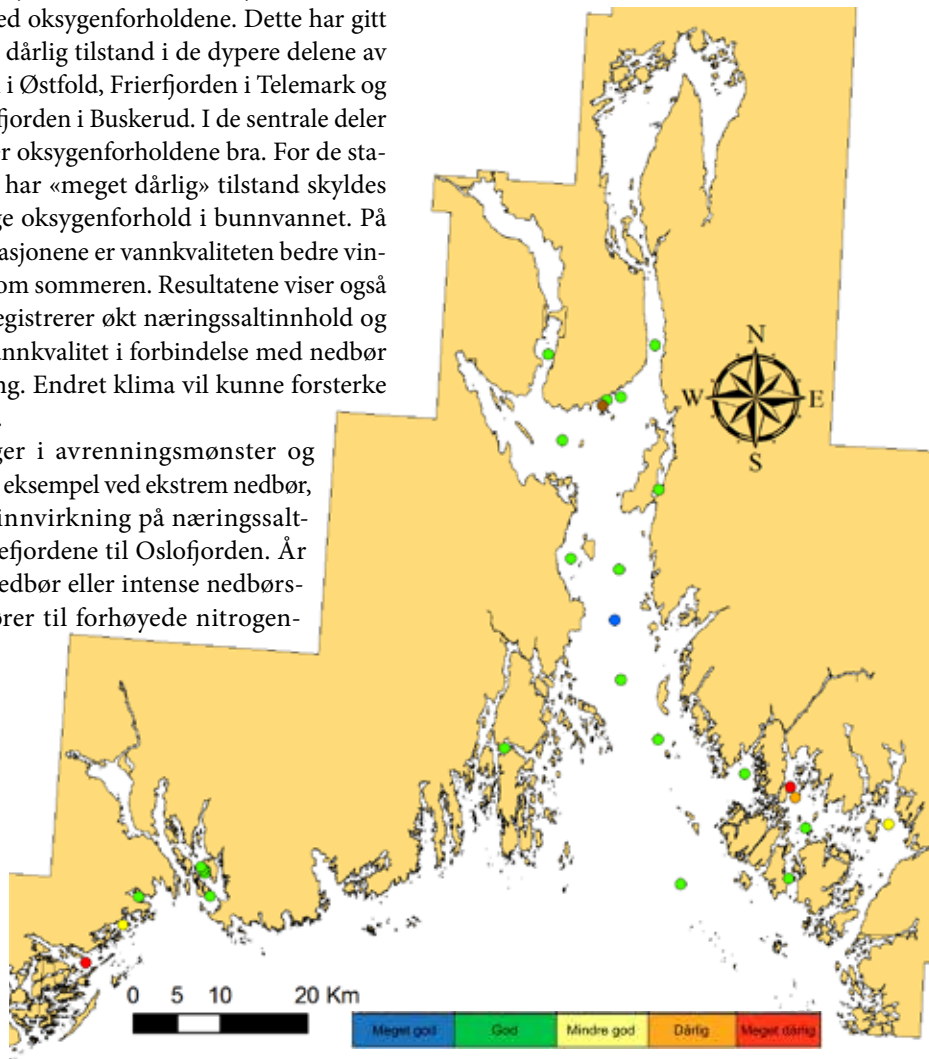 ed oksygenforholdene. Dette har gitt
dårlig tilstand i de dypere delene av
i Østfold, Frierfjorden i Telemark og
fjorden i Buskerud. I de sentrale deler
r oksygenforholdene bra. For de sta-
har «meget dårlig» tilstand skyldes
ge oksygenforhold i bunnvannet. På
asjonene er vannkvaliteten bedre vin-
om sommeren. Resultatene viser også
egistrerer økt næringssaltinnhold og
annkvalitet i forbindelse med nedbør
ng. Endret klima vil kunne forsterke
ger i avrenningsmønster og
eksempel ved ekstrem nedbør,
innvirkning på næringssalt-
efjordene til Oslofjorden. År
edbør eller intense nedbørs-
ører til forhøyede nitrogen-
N
W E
S
0 5 10 20 Km
Meget god God Mindre god Dårlig Meget dårlig